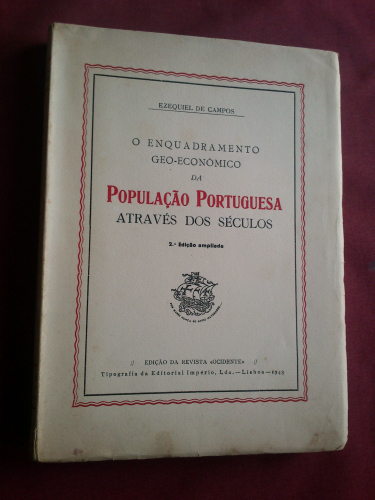 EZEQUIEL DE CAMPOS
O ENQUADRAMENTO
GEO-ECONÓMICO
DA
POPULAÇÃO PORTUGUESA
ATRAVÉS DOS SÉCULOS
2.ª Edição ampliada
EDIÇÃO DA REVISTA «OCIDENTE»
Tipografia da Editorial Império, Lda. — Lisboa — 1943